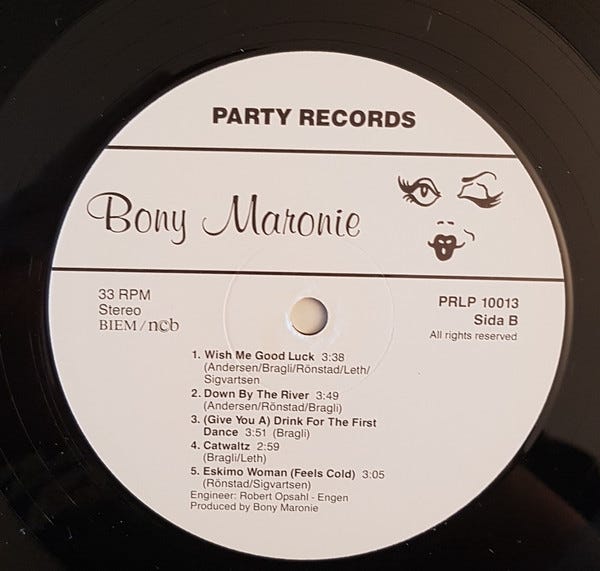 PARTY RECORDS
Bony Maronie
33 RPM
Stereo
BIEM/ncb
PRLP 10013
Sida B
All rights reserved
1. Wish Me Good Luck 3:38
(Andersen/Bragli/Rönstad/Leth/
Sigvartsen
2. Down By The River 3:49
(Andersen/Rönstad/Bragli)
3. (Give You A) Drink For The First
Dance 3:51 (Bragli)
4. Catwaltz 2:59
(Bragli/Leth)
5. Eskimo Woman (Feels Cold) 3:05
(Rönstad/Sigvartsen)
Engineer: Robert Opsahl - Engen
Produced by Bony Maronie